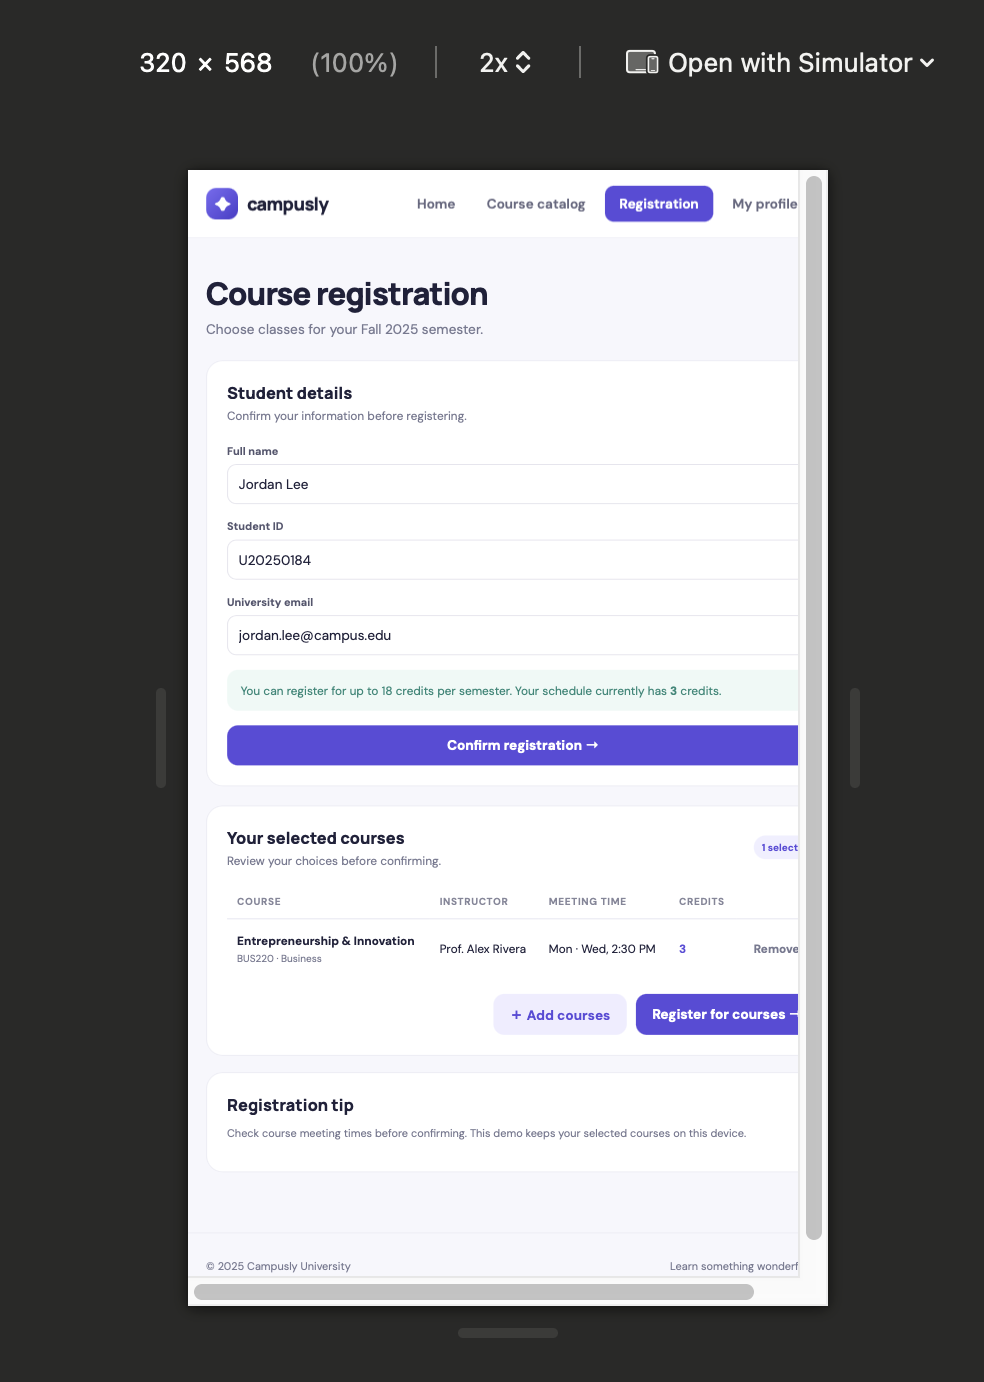 320 × 568 (100%) 2x Open with Simulator
campusly Home Course catalog Registration My profile
Course registration
Choose classes for your Fall 2025 semester.
Student details
Confirm your information before registering.
Full name
Jordan Lee
Student ID
U20250184
University email
jordan.lee@campus.edu
You can register for up to 18 credits per semester. Your schedule currently has 3 credits.
Confirm registration →
Your selected courses
Review your choices before confirming.
1 select
COURSE INSTRUCTOR MEETING TIME CREDITS
Entrepreneurship & Innovation
BUS220 · Business
Prof. Alex Rivera Mon · Wed, 2:30 PM 3 Remove
+ Add courses Register for courses →
Registration tip
Check course meeting times before confirming. This demo keeps your selected courses on this device.
© 2025 Campusly University Learn something wonderf